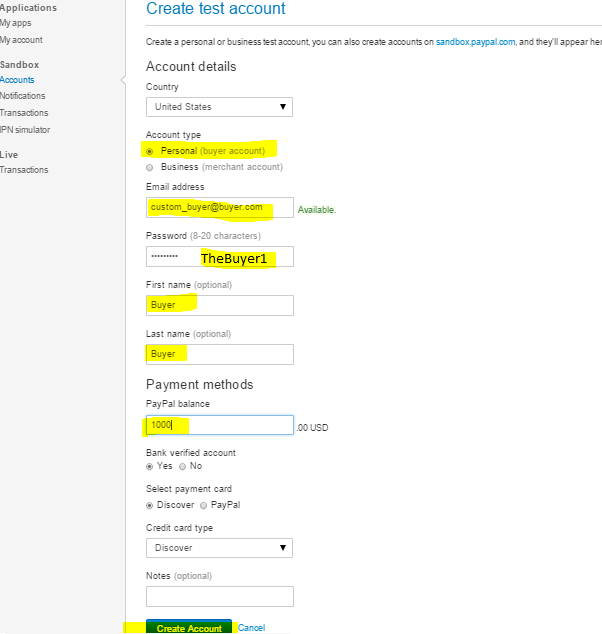 Applications
My apps
My account
Sandbox
Accounts
Notifications
Transactions
IPN simulator
Live
Transactions
Create test account
Create a personal or business test account, you can also create accounts on sandbox.paypal.com, and they'll appear her
Account details
Country
United States
Account type
Personal (buyer account)
Business (merchant account)
Email address
custom_buyer@buyer.com Available.
Password (8-20 characters)
••••••••• TheBuyer1
First name (optional)
Buyer
Last name (optional)
Buyer
Payment methods
PayPal balance
1000 .00 USD
Bank verified account
Yes No
Select payment card
Discover PayPal
Credit card type
Discover
Notes (optional)
Create Account Cancel